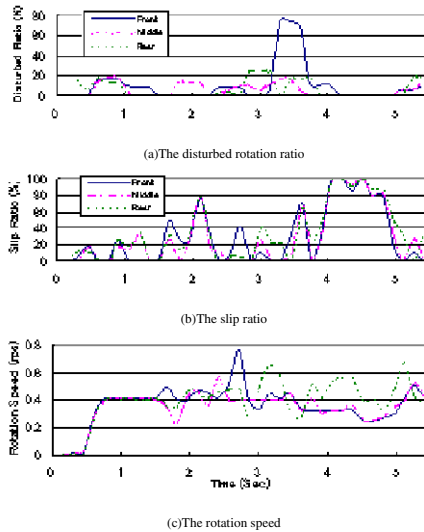 Disturbed Ratio (%)
80
60
40
20
0
Front
Middle
Rear
0 1 2 3 4 5
(a)The disturbed rotation ratio
Slip Ratio (%)
100
80
60
40
20
0
Front
Middle
Rear
0 1 2 3 4 5
(b)The slip ratio
Rotation Speed (rps)
0.8
0.6
0.4
0.2
0
0 1 2 3 4 5
Time (Sec)
(c)The rotation speed